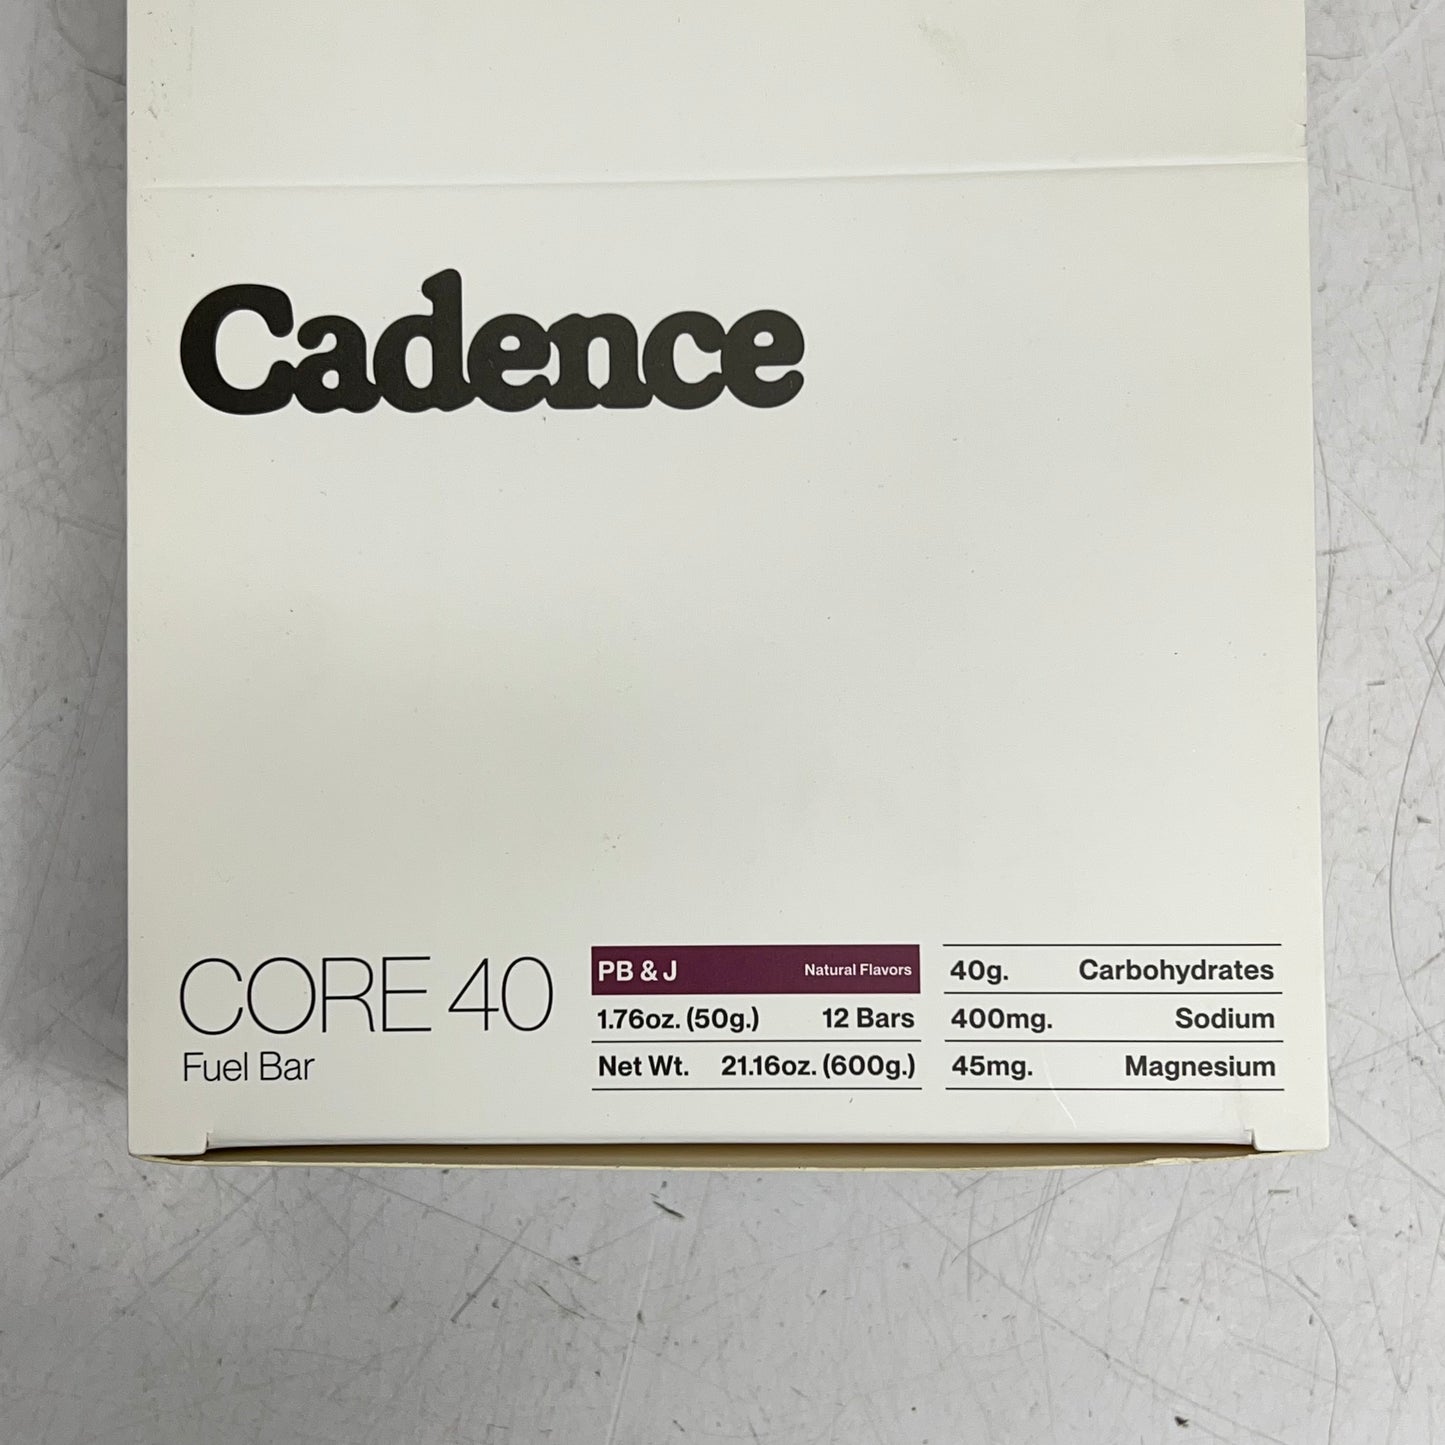 Cadence
CORE 40
Fuel Bar
PB & J Natural Flavors
1.76oz. (50g.) 12 Bars
Net Wt. 21.16oz. (600g.)
40g. Carbohydrates
400mg. Sodium
45mg. Magnesium